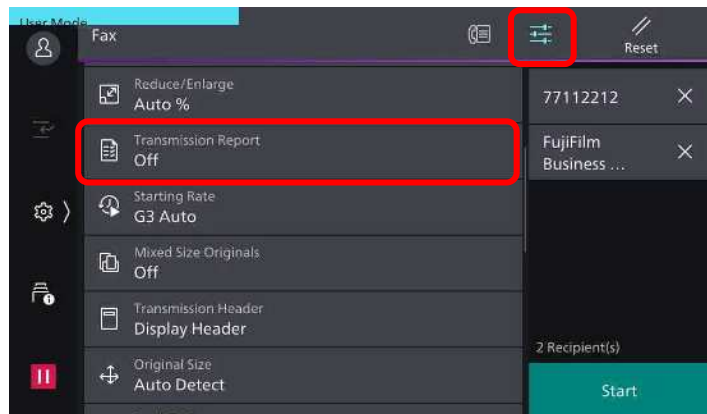 User Mode
Fax
Reset
Reduce/Enlarge
Auto %
77112212
Transmission Report
Off
FujiFilm
Business ...
Starting Rate
G3 Auto
Mixed Size Originals
Off
Transmission Header
Display Header
2 Recipient(s)
Original Size
Auto Detect
Start